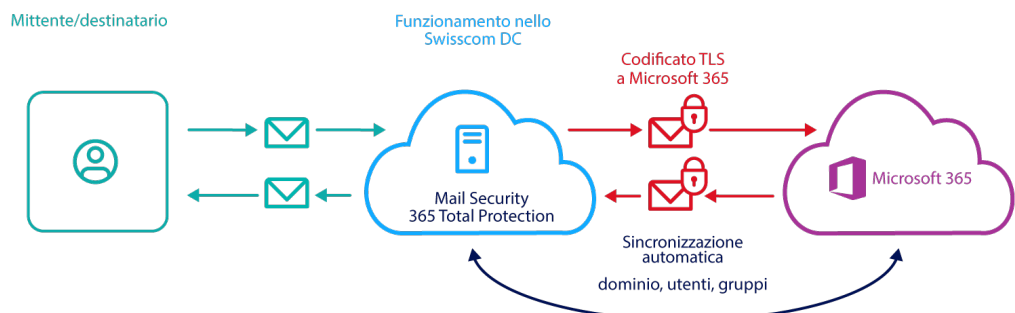 Mittente/destinatario
Funzionamento nello
Swisscom DC
Codificato TLS
a Microsoft 365
Mail Security
365 Total Protection
Microsoft 365
Sincronizzazione
automatica
dominio, utenti, gruppi